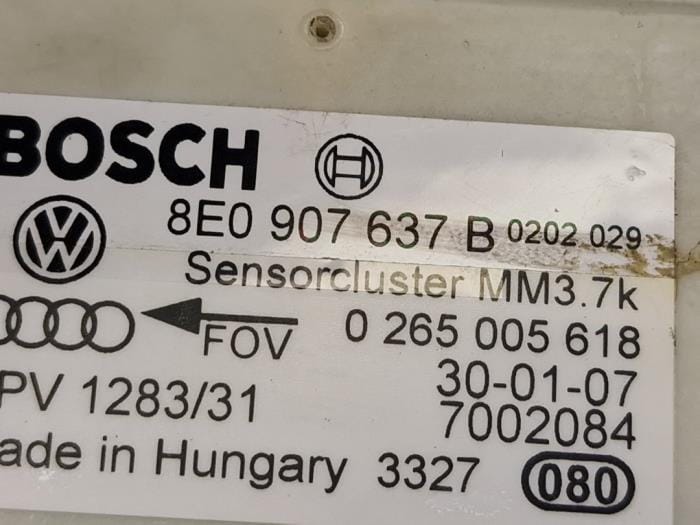 BOSCH
8E0 907 637 B 0202 029
Sensorcluster MM3.7k
FOV 0 265 005 618
PV 1283/31 30-01-07
7002084
ade in Hungary 3327 080